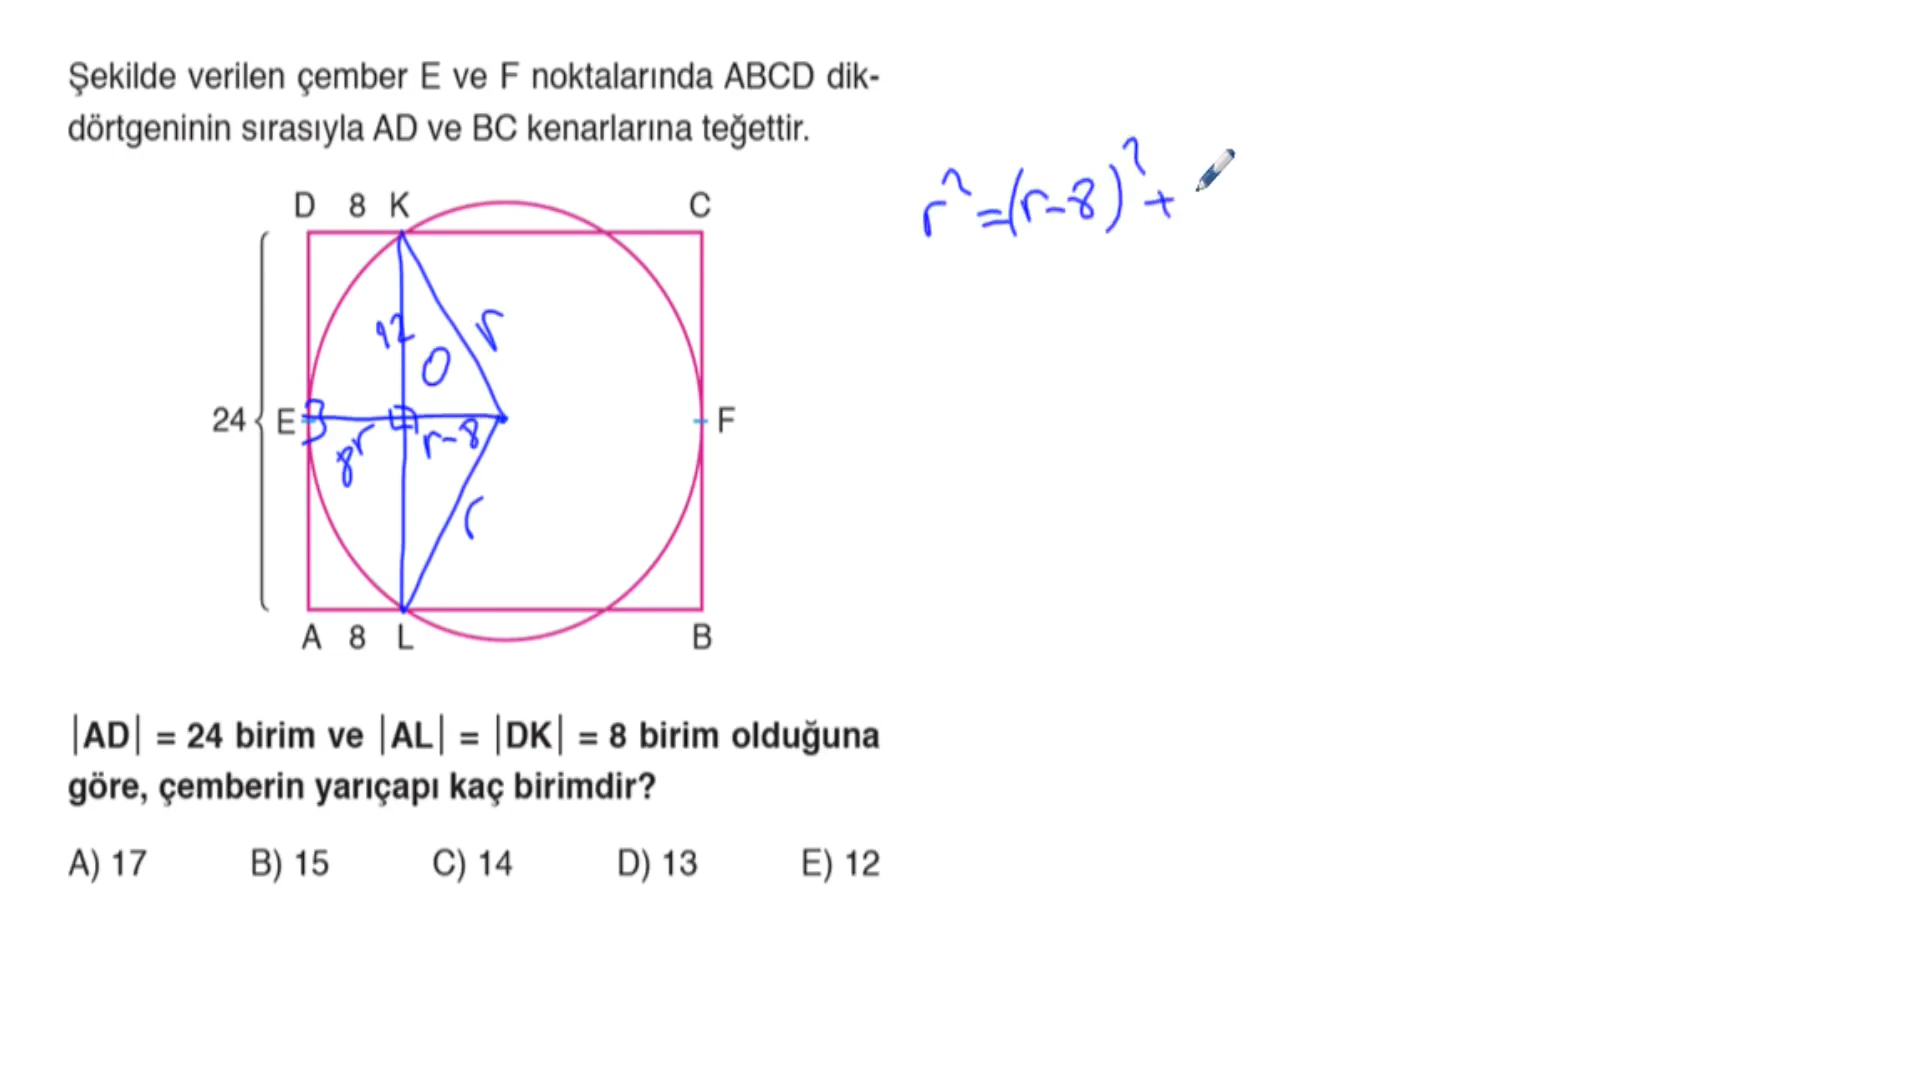 Şekilde verilen çember E ve F noktalarında ABCD dik-
dörtgeninin sırasıyla AD ve BC kenarlarına teğettir.
r² = (r-8)² +
D 8 K C
12
r
O
24 E F
8 r r-8
r
A 8 L B
|AD| = 24 birim ve |AL| = |DK| = 8 birim olduğuna
göre, çemberin yarıçapı kaç birimdir?
A) 17 B) 15 C) 14 D) 13 E) 12